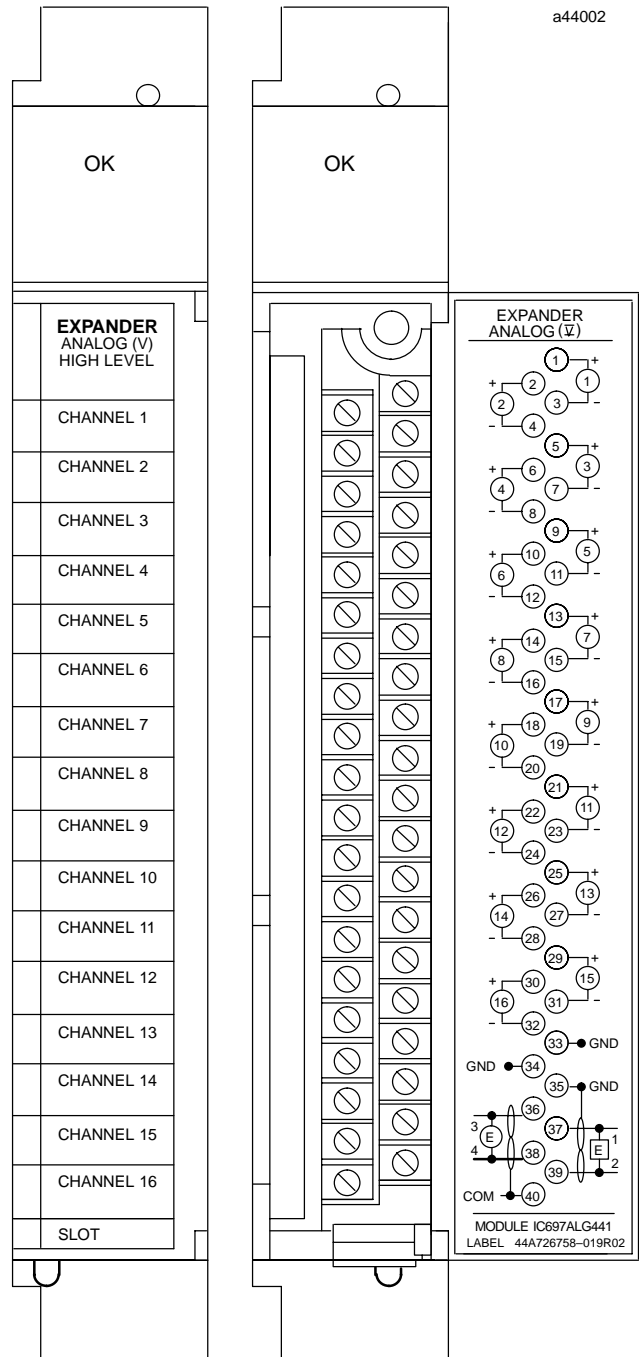 a44002
OK
OK
EXPANDER
ANALOG (V)
HIGH LEVEL
CHANNEL 1
CHANNEL 2
CHANNEL 3
CHANNEL 4
CHANNEL 5
CHANNEL 6
CHANNEL 7
CHANNEL 8
CHANNEL 9
CHANNEL 10
CHANNEL 11
CHANNEL 12
CHANNEL 13
CHANNEL 14
CHANNEL 15
CHANNEL 16
SLOT
EXPANDER
ANALOG (V)
1 +
+ 2 1
2 3 -
- 4
5 +
+ 6 3
4 7 -
- 8
9 +
+ 10 5
6 11 -
- 12
13 +
+ 14 7
8 15 -
- 16
17 +
+ 18 9
10 19 -
- 20
21 +
+ 22 11
12 23 -
- 24
25 +
+ 26 13
14 27 -
- 28
29 +
+ 30 15
16 31 -
- 32
33 GND
GND 34
35 GND
36
3 37 1
E E
4 38 2
39
COM 40
MODULE IC697ALG441
LABEL 44A726758–019R02